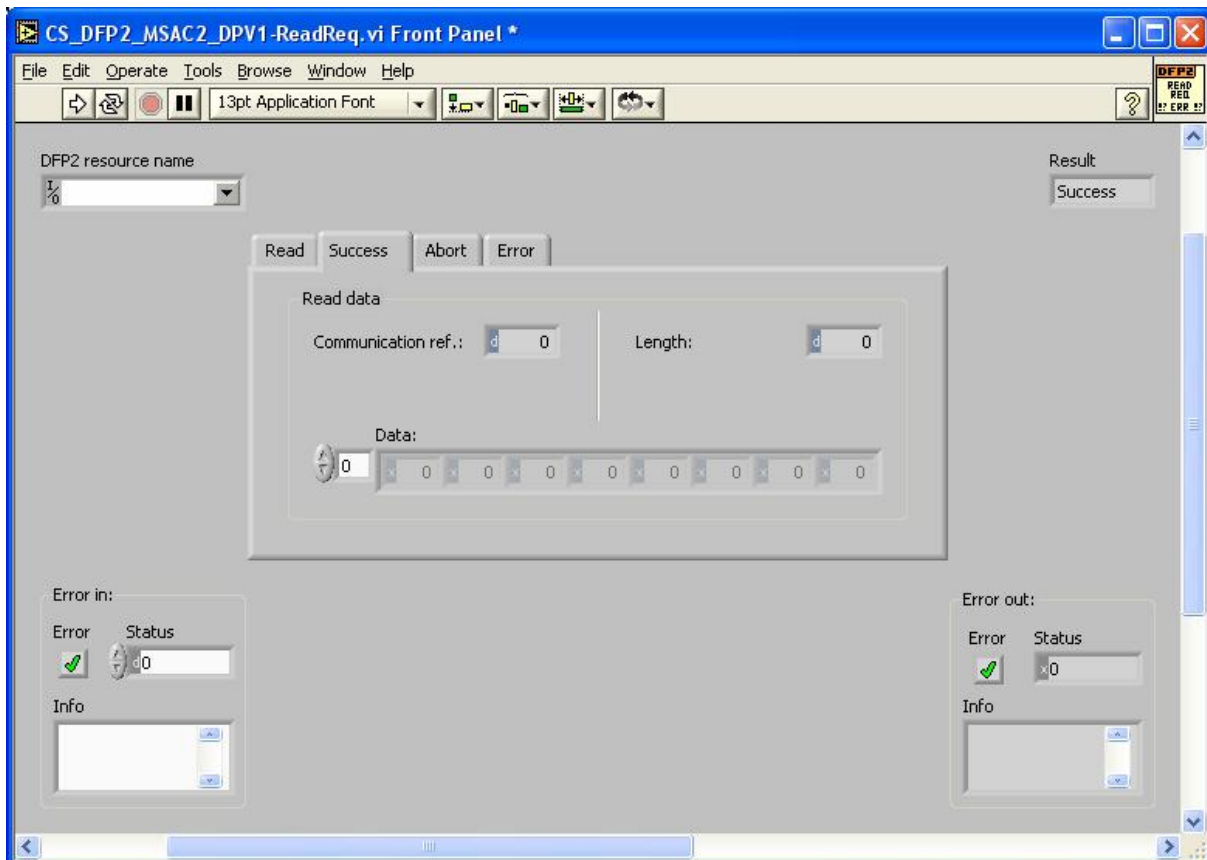 CS_DFP2_MSAC2_DPV1-ReadReq.vi Front Panel *
File Edit Operate Tools Browse Window Help
13pt Application Font
?
DFP2
READ
REQ
!? ERR !?
DFP2 resource name
I/O
Result
Success
Read Success Abort Error
Read data
Communication ref.: d 0 Length: d 0
Data:
0 x 0 x 0 x 0 x 0 x 0 x 0 x 0 x 0
Error in:
Error Status
d 0
Info
Error out:
Error Status
x 0
Info